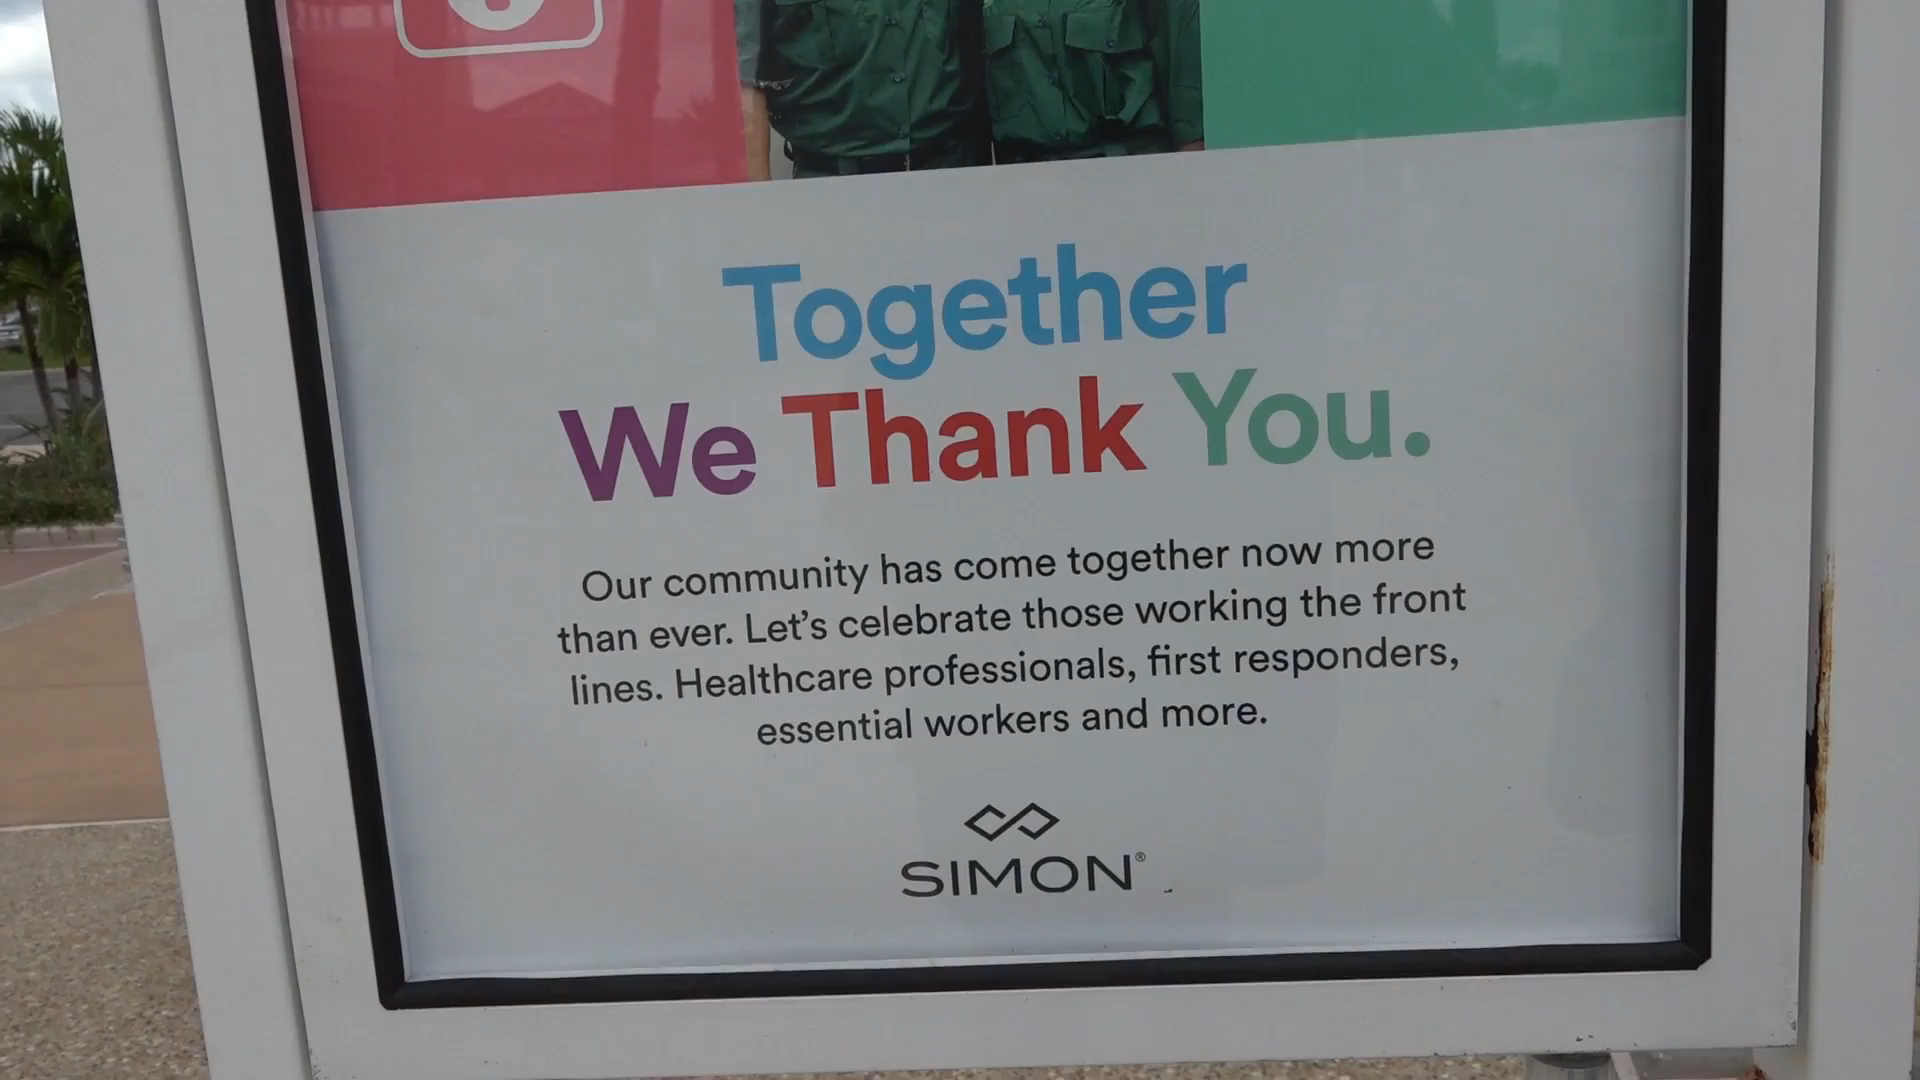 Together
We Thank You.
Our community has come together now more
than ever. Let's celebrate those working the front
lines. Healthcare professionals, first responders,
essential workers and more.
SIMON®